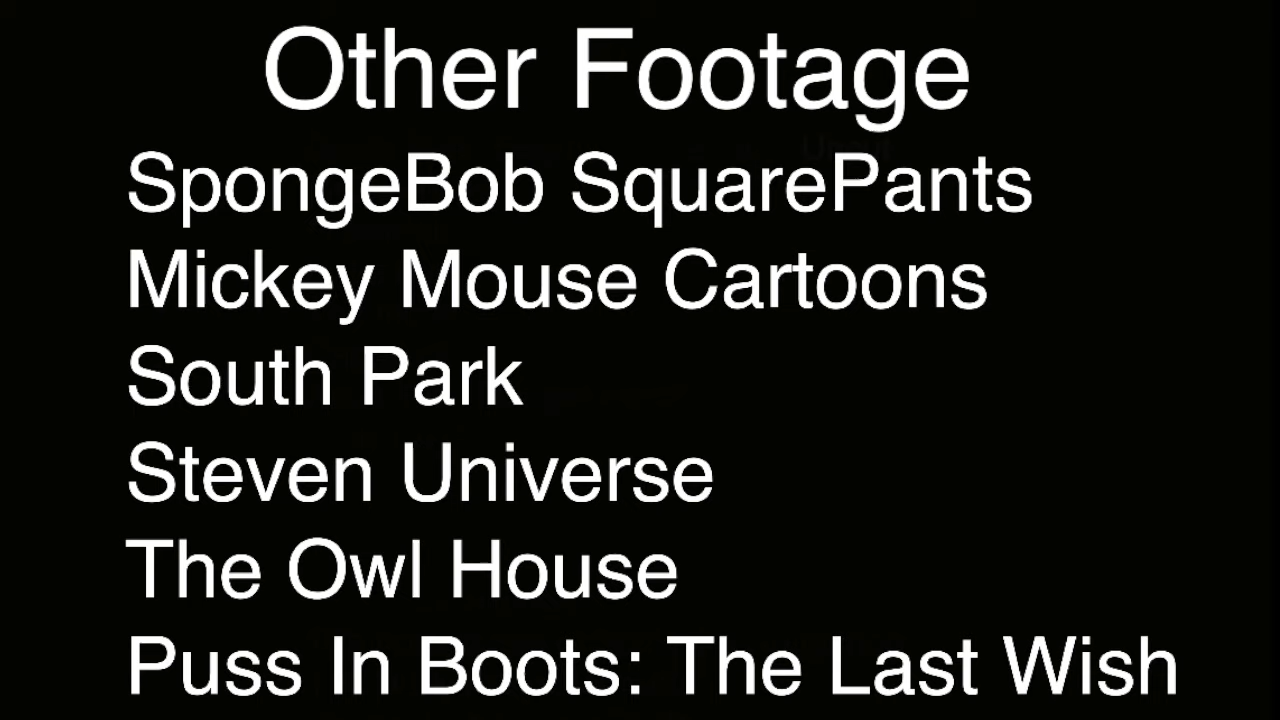 Other Footage
SpongeBob SquarePants
Mickey Mouse Cartoons
South Park
Steven Universe
The Owl House
Puss In Boots: The Last Wish